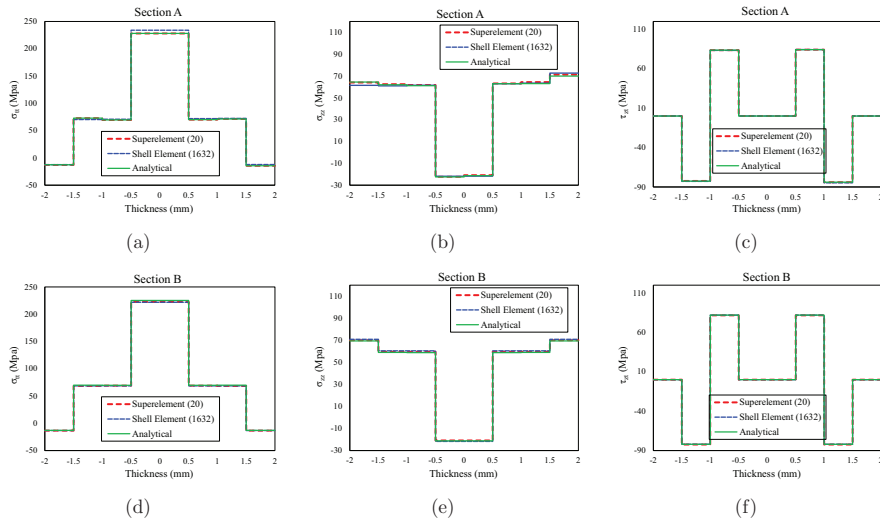 Section A
σtt (Mpa)
250
200
150
100
50
0
-50
Superelement (20)
Shell Element (1632)
Analytical
-2 -1.5 -1 -0.5 0 0.5 1 1.5 2
Thickness (mm)
(a)
Section A
σzz (Mpa)
110
90
70
50
30
10
-10
-30
Superelement (20)
Shell Element (1632)
Analytical
-2 -1.5 -1 -0.5 0 0.5 1 1.5 2
Thickness (mm)
(b)
Section A
τzt (Mpa)
110
60
10
-40
-90
Superelement (20)
Shell Element (1632)
Analytical
-2 -1.5 -1 -0.5 0 0.5 1 1.5 2
Thickness (mm)
(c)
Section B
σtt (Mpa)
250
200
150
100
50
0
-50
Superelement (20)
Shell Element (1632)
Analytical
-2 -1.5 -1 -0.5 0 0.5 1 1.5 2
Thickness (mm)
(d)
Section B
σzz (Mpa)
110
90
70
50
30
10
-10
-30
Superelement (20)
Shell Element (1632)
Analytical
-2 -1.5 -1 -0.5 0 0.5 1 1.5 2
Thickness (mm)
(e)
Section B
τzt (Mpa)
110
60
10
-40
-90
Superelement (20)
Shell Element (1632)
Analytical
-2 -1.5 -1 -0.5 0 0.5 1 1.5 2
Thickness (mm)
(f)